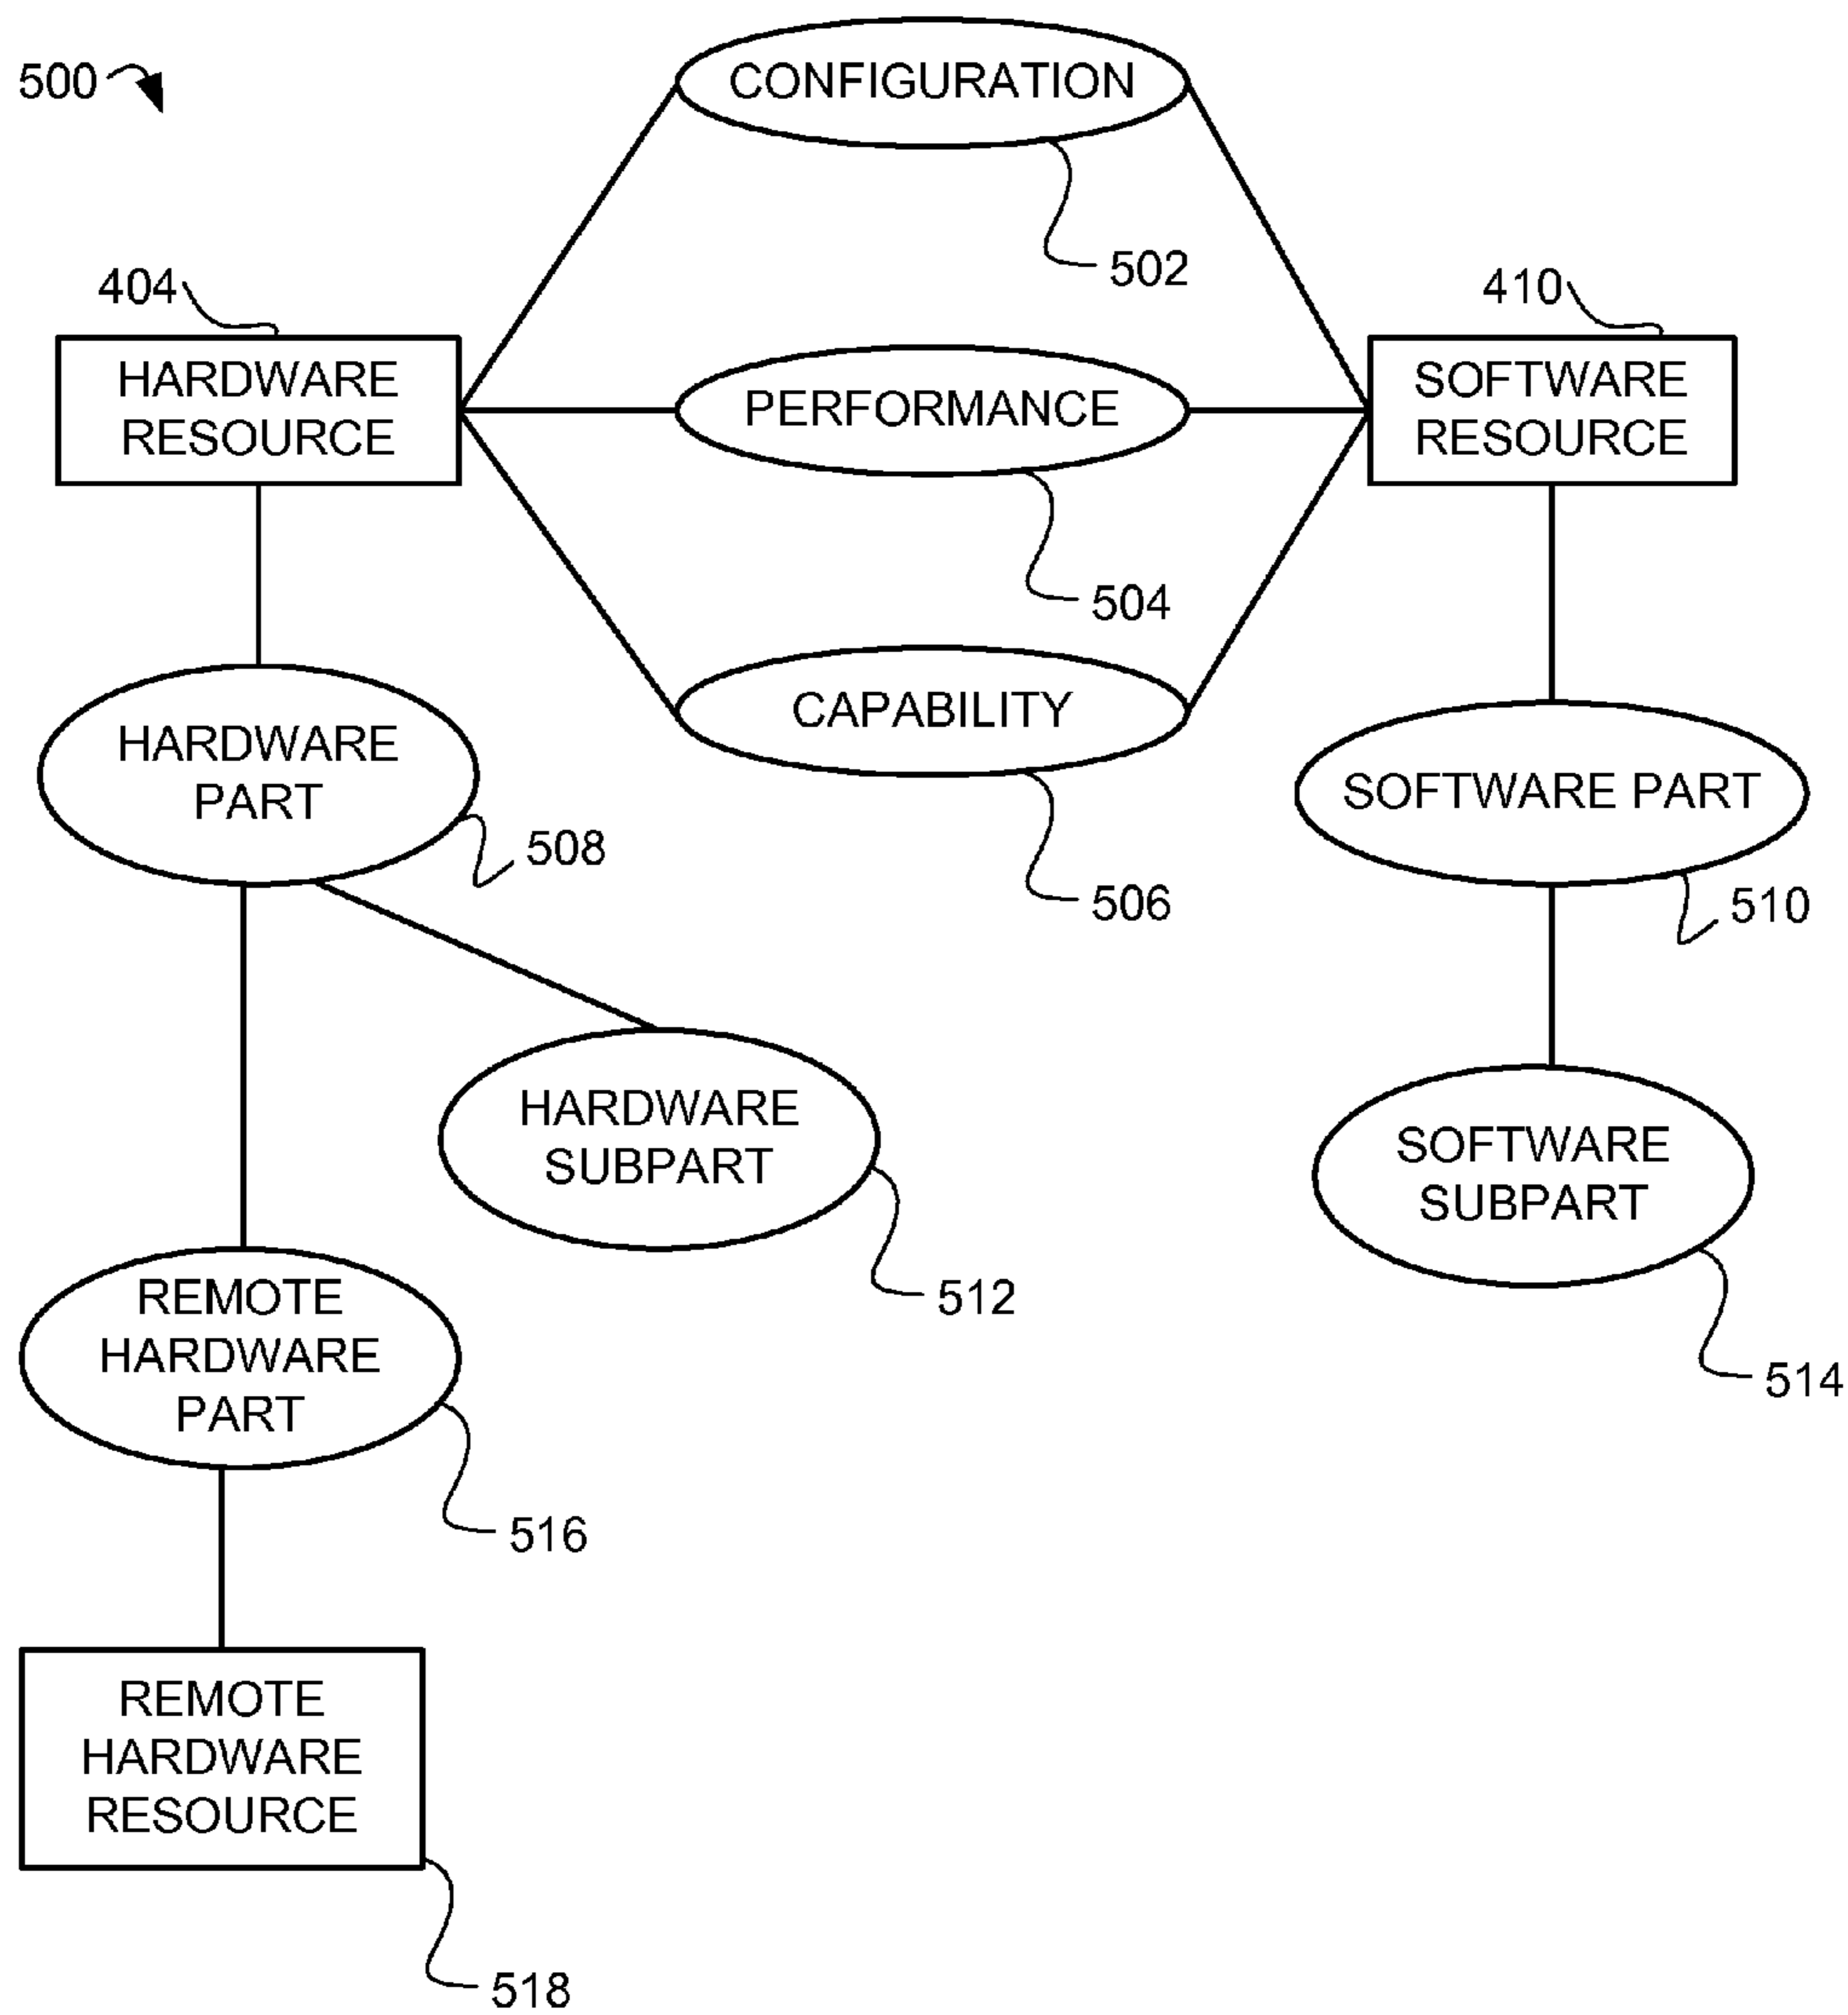 500
CONFIGURATION
502
404
HARDWARE
RESOURCE
PERFORMANCE
504
410
SOFTWARE
RESOURCE
CAPABILITY
506
HARDWARE
PART
508
SOFTWARE PART
510
HARDWARE
SUBPART
512
SOFTWARE
SUBPART
514
REMOTE
HARDWARE
PART
516
REMOTE
HARDWARE
RESOURCE
518